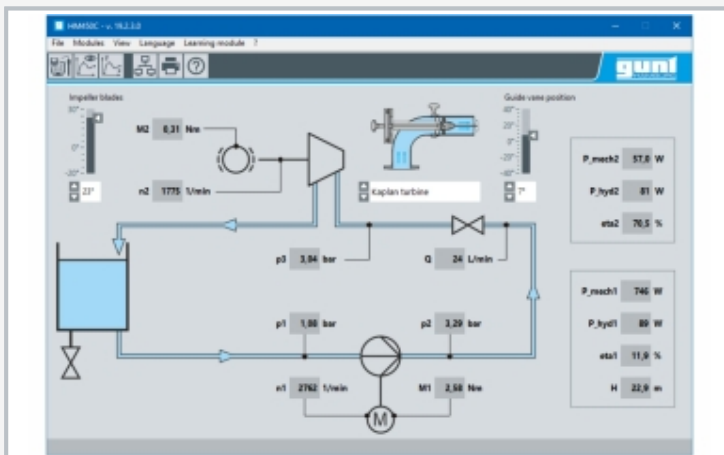 HM450C - v. 19.2.3.0
File Modules View Language Learning module ?
gunt
Impeller blades
Guide vane position
M2 0,31 Nm
n2 1775 1/min
23°
Kaplan turbine
7°
P_mech2 57,0 W
P_hyd2 81 W
eta2 70,5 %
p3 3,04 bar
Q 24 L/min
p1 1,08 bar
p2 3,29 bar
n1 2762 1/min
M1 2,58 Nm
M
P_mech1 746 W
P_hyd1 89 W
eta1 11,9 %
H 22,9 m